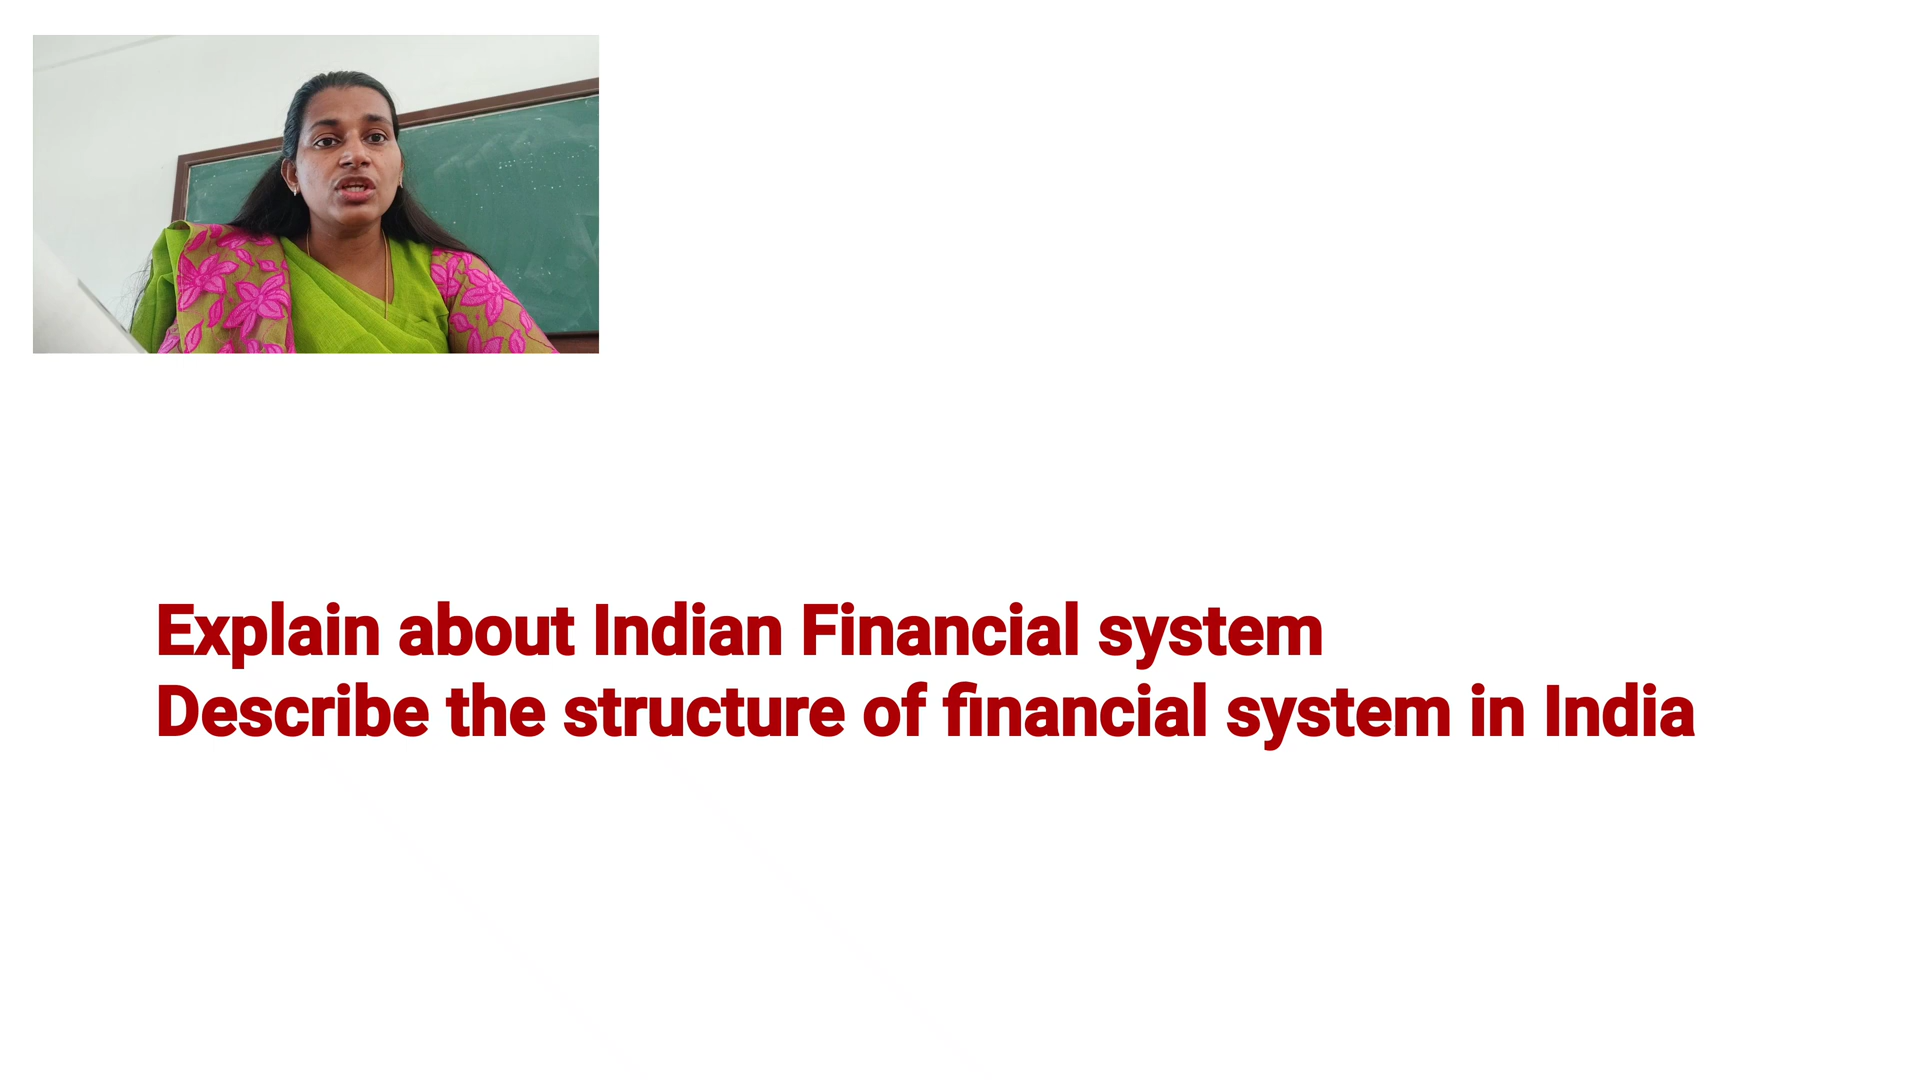 Explain about Indian Financial system
Describe the structure of financial system in India